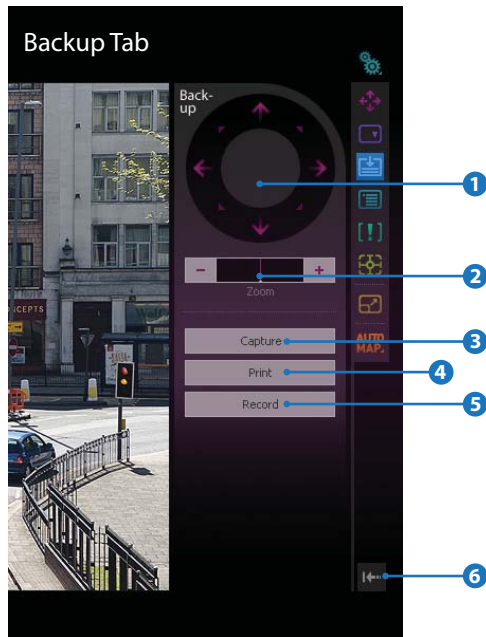 Backup Tab
Back-
up
1
2
Zoom
CEPTS
Capture
3
AUTO
MAP
Print
4
Record
5
6